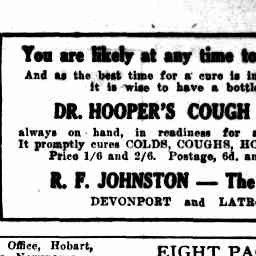 You are likely at any time to
And as the best time for a cure is in
it is wise to have a bottle
DR. HOOPER'S COUGH
always on hand, in readiness for
It promptly cures COLDS, COUGHS, HO
Price 1/6 and 2/6. Postage, 6d. an
R. F. JOHNSTON — The
DEVONPORT and LATR
Office, Hobart,
EIGHT PA